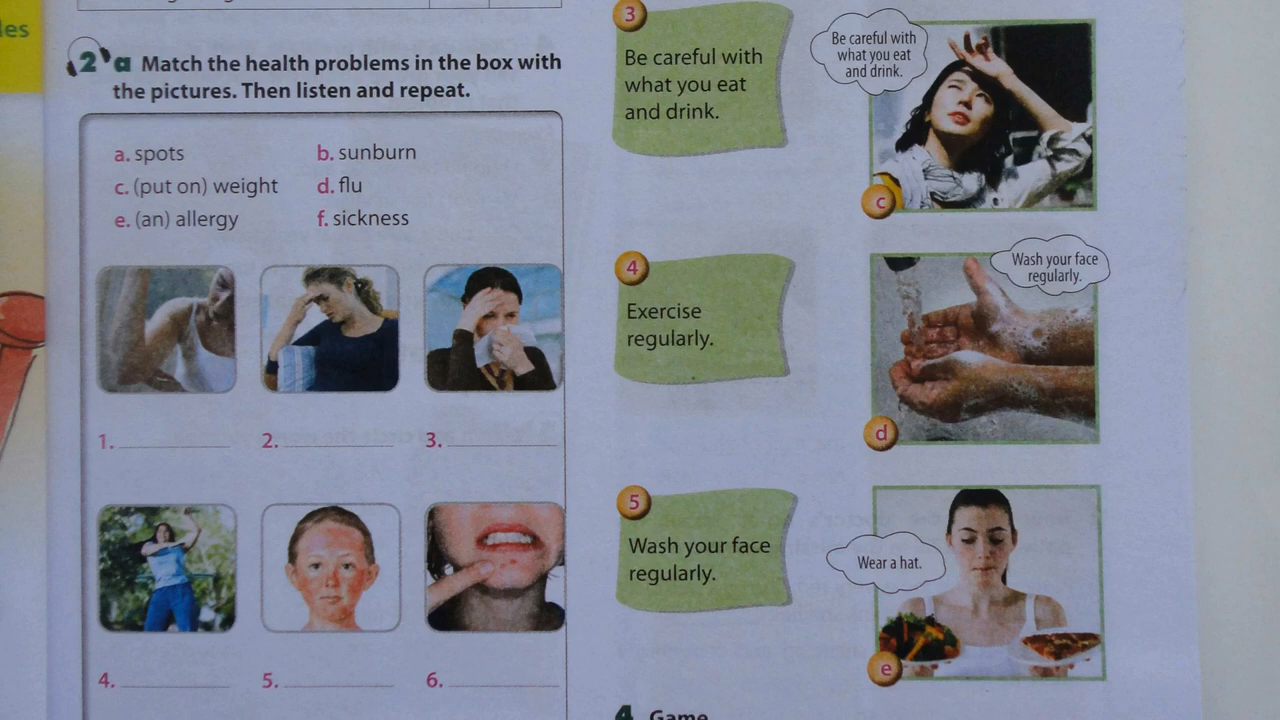 les
2 a Match the health problems in the box with
the pictures. Then listen and repeat.
a. spots
b. sunburn
c. (put on) weight
d. flu
e. (an) allergy
f. sickness
1.
2.
3.
4.
5.
6.
3
Be careful with
what you eat
and drink.
Be careful with
what you eat
and drink.
c
4
Exercise
regularly.
Wash your face
regularly.
d
5
Wash your face
regularly.
Wear a hat.
e
4 Game